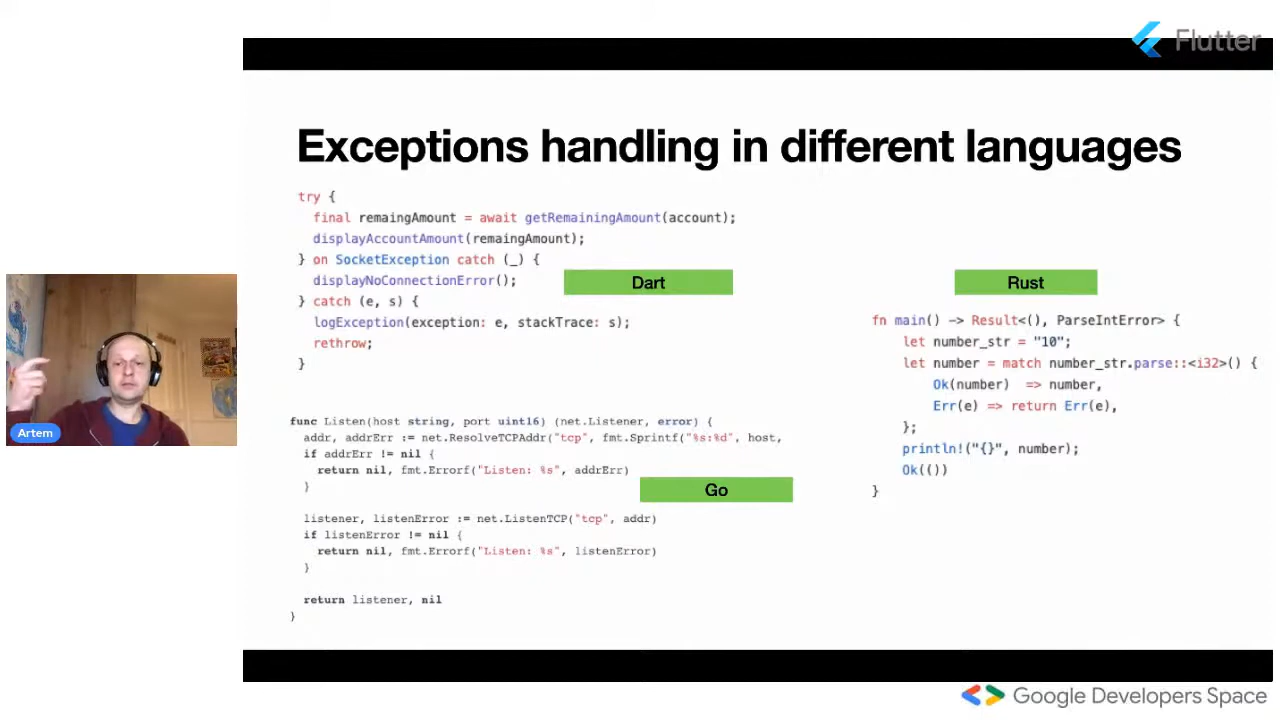 Flutter
Exceptions handling in different languages
try {
final remaingAmount = await getRemainingAmount(account);
displayAccountAmount(remaingAmount);
} on SocketException catch (_) {
displayNoConnectionError();
} catch (e, s) {
logException(exception: e, stackTrace: s);
rethrow;
}
Dart
func Listen(host string, port uint16) (net.Listener, error) {
addr, addrErr := net.ResolveTCPAddr("tcp", fmt.Sprintf("%s:%d", host,
if addrErr != nil {
return nil, fmt.Errorf("Listen: %s", addrErr)
}
listener, listenError := net.ListenTCP("tcp", addr)
if listenError != nil {
return nil, fmt.Errorf("Listen: %s", listenError)
}
return listener, nil
}
Go
Rust
fn main() -> Result<(), ParseIntError> {
let number_str = "10";
let number = match number_str.parse::<i32>() {
Ok(number) => number,
Err(e) => return Err(e),
};
println!("{}", number);
Ok(())
}
Artem
Google Developers Space